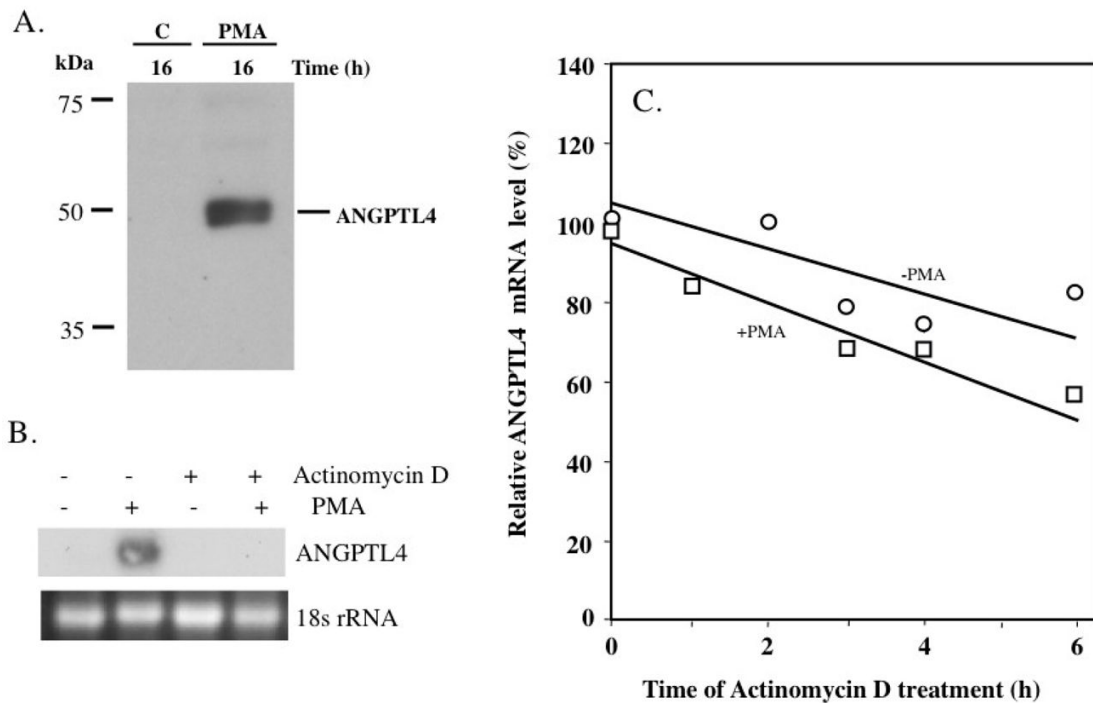 A.
C PMA
kDa 16 16 Time (h)
75
50 ANGPTL4
35
B.
- - + + Actinomycin D
- + - + PMA
ANGPTL4
18s rRNA
C.
Relative ANGPTL4 mRNA level (%)
140
120
100
80
60
40
20
0
-PMA
+PMA
0 2 4 6
Time of Actinomycin D treatment (h)